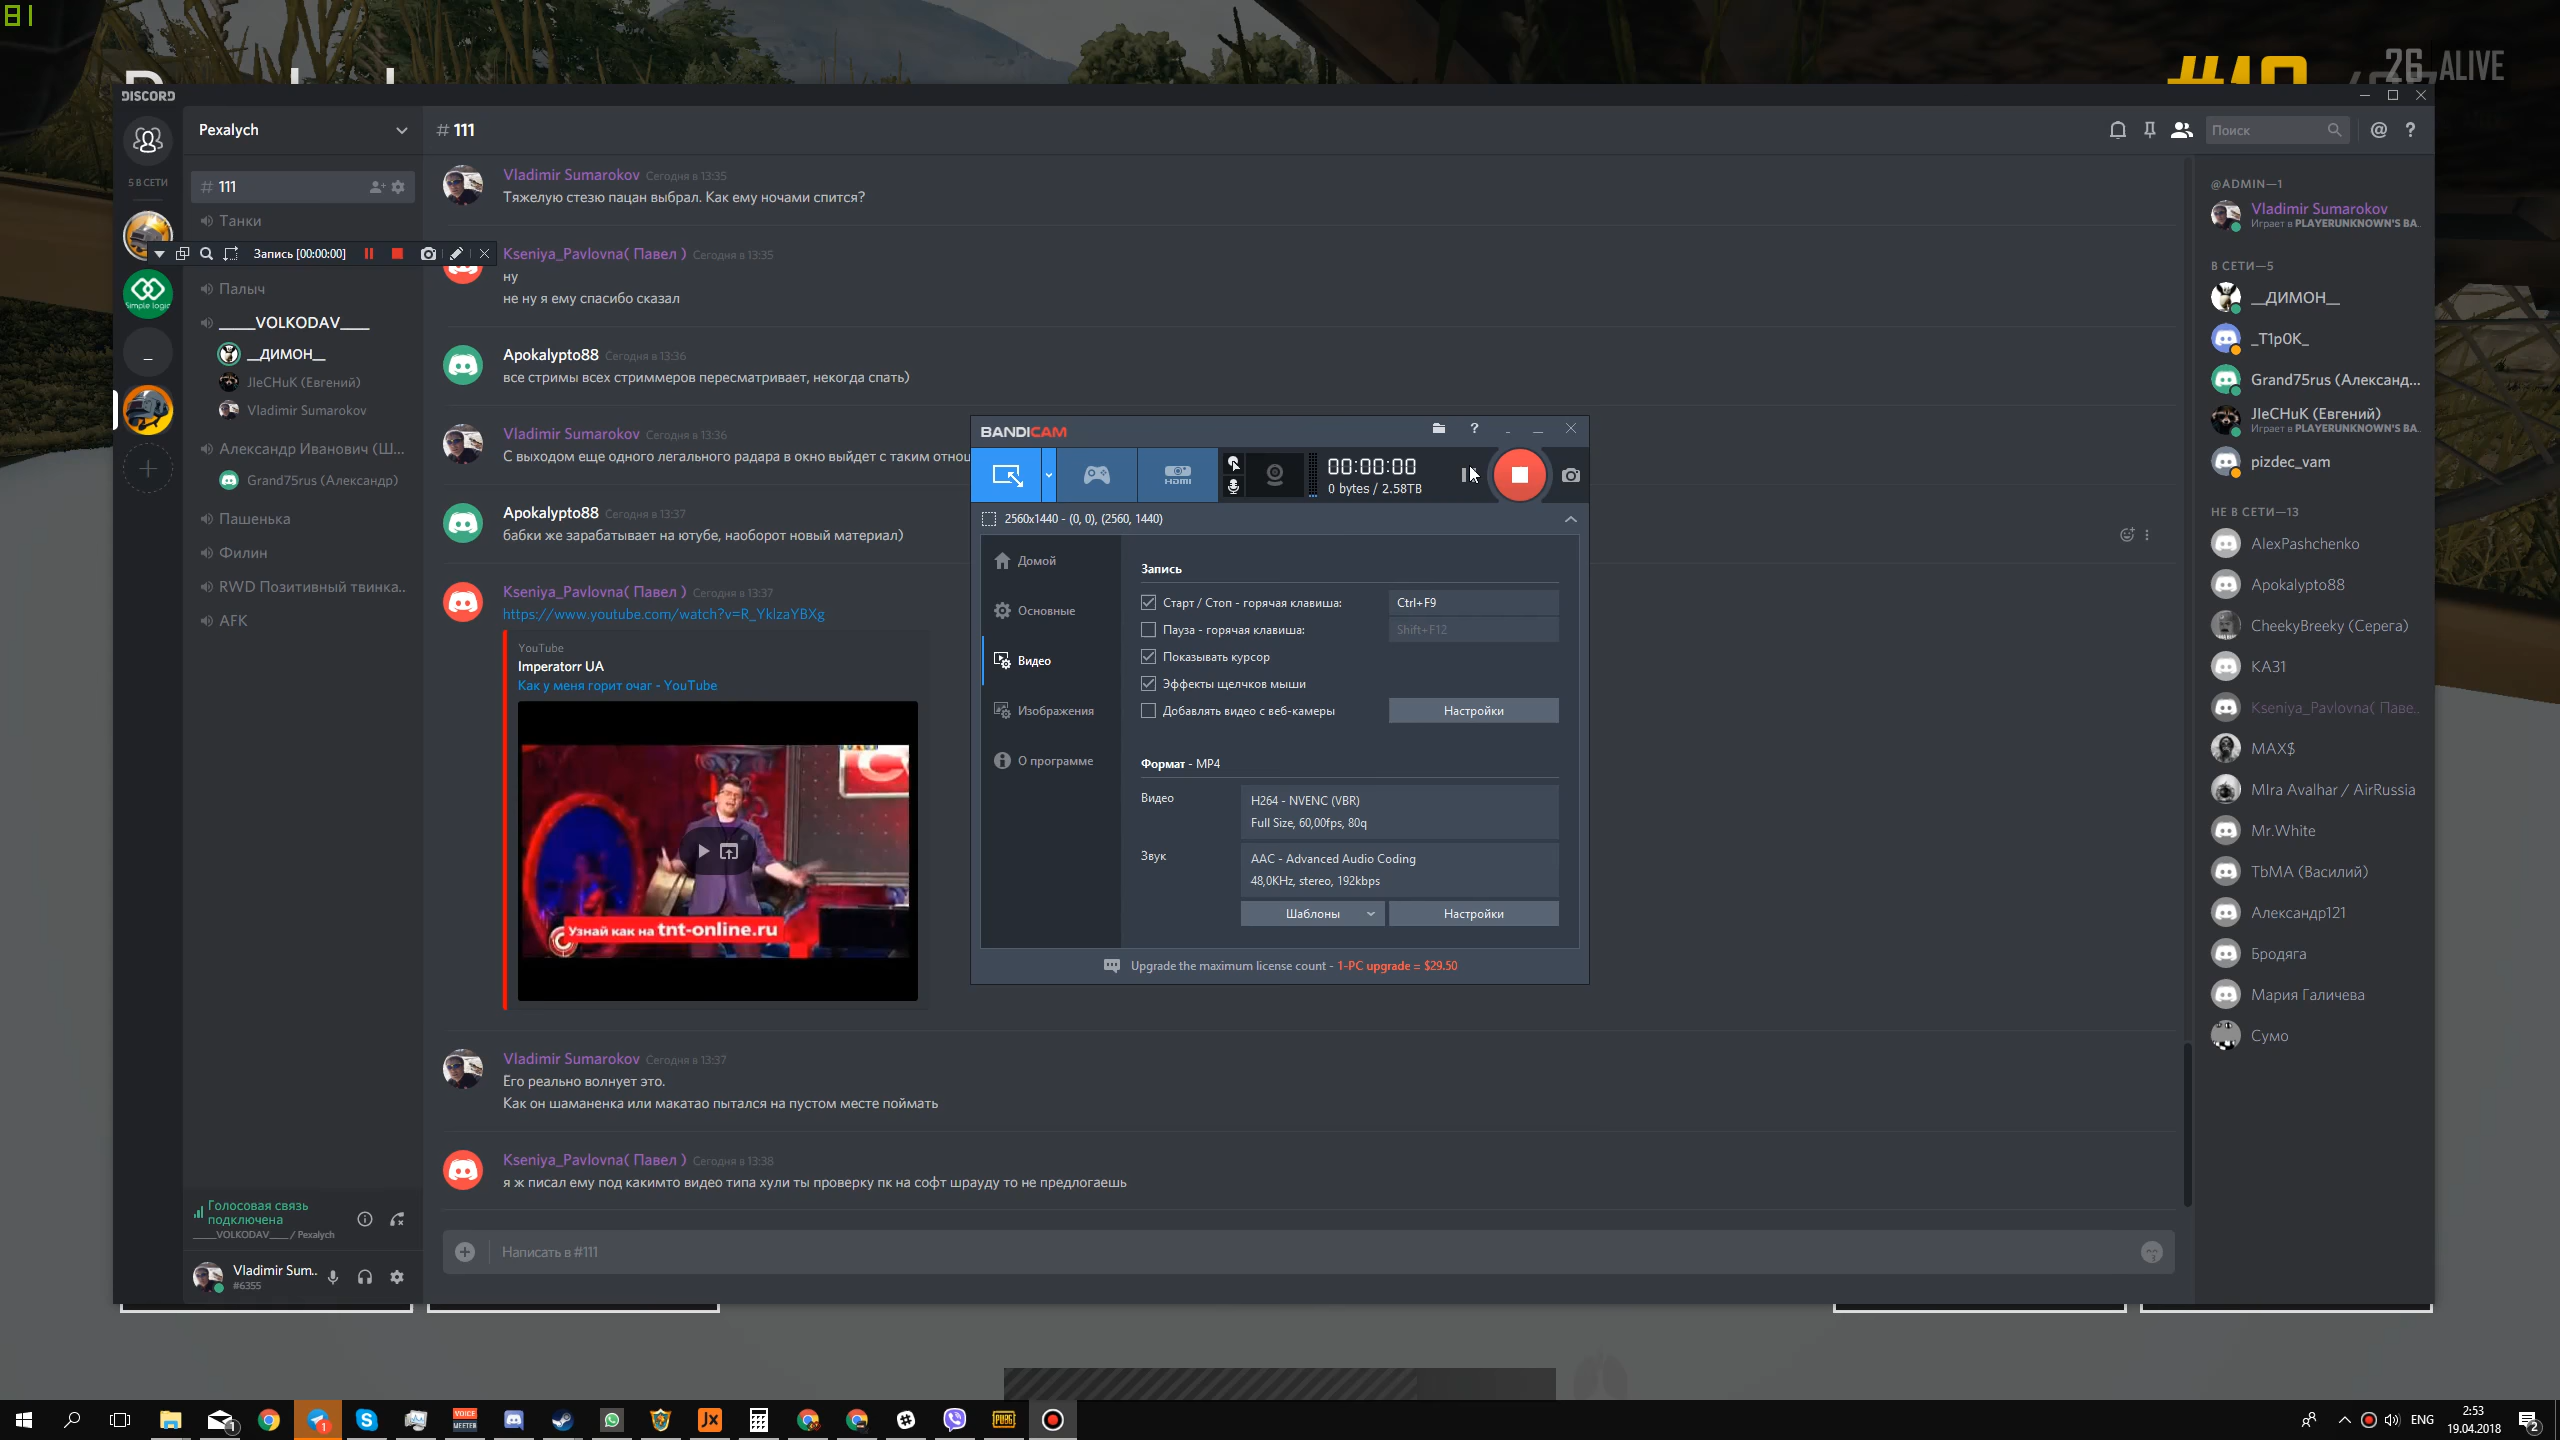 81
26 ALIVE
DISCORD
Pexalych
# 111
Поиск
5 В СЕТИ
# 111
Танки
Запись [00:00:00]
Палыч
_____VOLKODAV____
__ДИМОН__
JleCHuK (Евгений)
Vladimir Sumarokov
Александр Иванович (Ш...
Grand75rus (Александр)
Пашенька
Филин
RWD Позитивный твинка..
AFK
simple logic
Голосовая связь
подключена
_____VOLKODAV____ / Pexalych
Vladimir Sum..
#6355
Vladimir Sumarokov Сегодня в 13:35
Тяжелую стезю пацан выбрал. Как ему ночами спится?
Kseniya_Pavlovna( Павел ) Сегодня в 13:35
ну
не ну я ему спасибо сказал
Apokalypto88 Сегодня в 13:36
все стримы всех стриммеров пересматривает, некогда спать)
Vladimir Sumarokov Сегодня в 13:36
С выходом еще одного легального радара в окно выйдет с таким отнош
Apokalypto88 Сегодня в 13:37
бабки же зарабатывает на ютубе, наоборот новый материал)
Kseniya_Pavlovna( Павел ) Сегодня в 13:37
https://www.youtube.com/watch?v=R_YklzaYBXg
YouTube
Imperatorr UA
Как у меня горит очаг - YouTube
Узнай как на tnt-online.ru
Vladimir Sumarokov Сегодня в 13:37
Его реально волнует это.
Как он шаманенка или макатао пытался на пустом месте поймать
Kseniya_Pavlovna( Павел ) Сегодня в 13:38
я ж писал ему под какимто видео типа хули ты проверку пк на софт шрауду то не предлогаешь
Написать в #111
BANDICAM
HDMI
00:00:00
0 bytes / 2.58TB
2560x1440 - (0, 0), (2560, 1440)
Домой
Основные
Видео
Изображения
О программе
Запись
Старт / Стоп - горячая клавиша: Ctrl+F9
Пауза - горячая клавиша: Shift+F12
Показывать курсор
Эффекты щелчков мыши
Добавлять видео с веб-камеры Настройки
Формат - MP4
Видео H264 - NVENC (VBR)
Full Size, 60,00fps, 80q
Звук AAC - Advanced Audio Coding
48,0KHz, stereo, 192kbps
Шаблоны Настройки
Upgrade the maximum license count - 1-PC upgrade = $29.50
@ADMIN—1
Vladimir Sumarokov
Играет в PLAYERUNKNOWN'S BA..
В СЕТИ—5
__ДИМОН__
_T1p0K_
Grand75rus (Александ...
JleCHuK (Евгений)
Играет в PLAYERUNKNOWN'S BA..
pizdec_vam
НЕ В СЕТИ—13
AlexPashchenko
Apokalypto88
CheekyBreeky (Серега)
КА31
Kseniya_Pavlovna( Паве..
MAX$
MIra Avalhar / AirRussia
Mr.White
TbMA (Василий)
Александр121
Бродяга
Мария Галичева
Сумо
VOICE
MEETER
JX
PUBG
ENG
2:53
19.04.2018